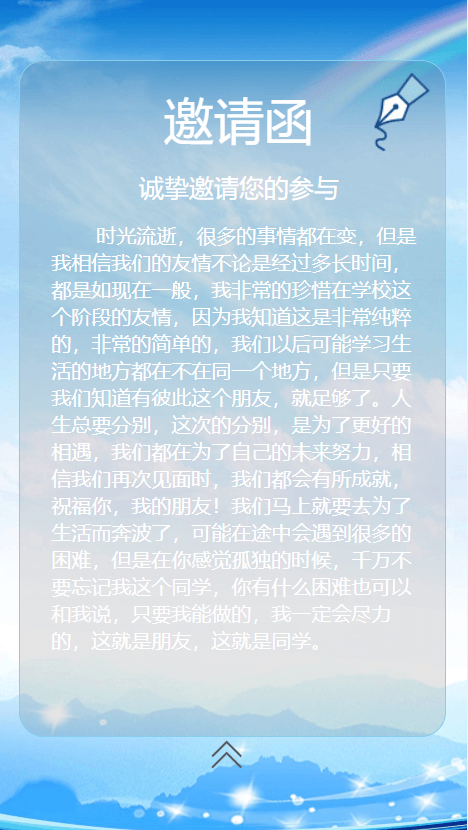 邀请函
诚挚邀请您的参与
时光流逝，很多的事情都在变，但是
我相信我们的友情不论是经过多长时间，
都是如现在一般，我非常的珍惜在学校这
个阶段的友情，因为我知道这是非常纯粹
的，非常的简单的，我们以后可能学习生
活的地方都在不在同一个地方，但是只要
我们知道有彼此这个朋友，就足够了。人
生总要分别，这次的分别，是为了更好的
相遇，我们都在为了自己的未来努力，相
信我们再次见面时，我们都会有所成就，
祝福你，我的朋友！我们马上就要去为了
生活而奔波了，可能在途中会遇到很多的
困难，但是在你感觉孤独的时候，千万不
要忘记我这个同学，你有什么困难也可以
和我说，只要我能做的，我一定会尽力
的，这就是朋友，这就是同学。